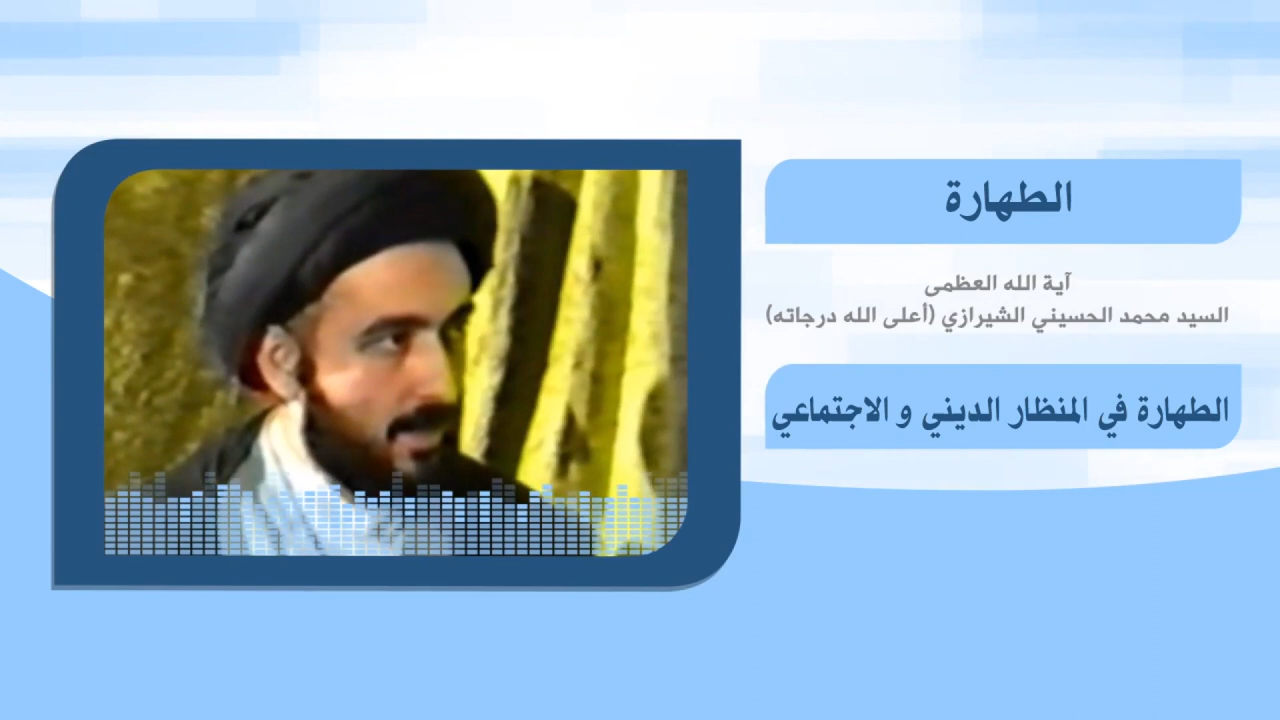 الطهارة
آية الله العظمى
السيد محمد الحسيني الشيرازي (أعلى الله درجاته)
الطهارة في المنظار الديني و الاجتماعي